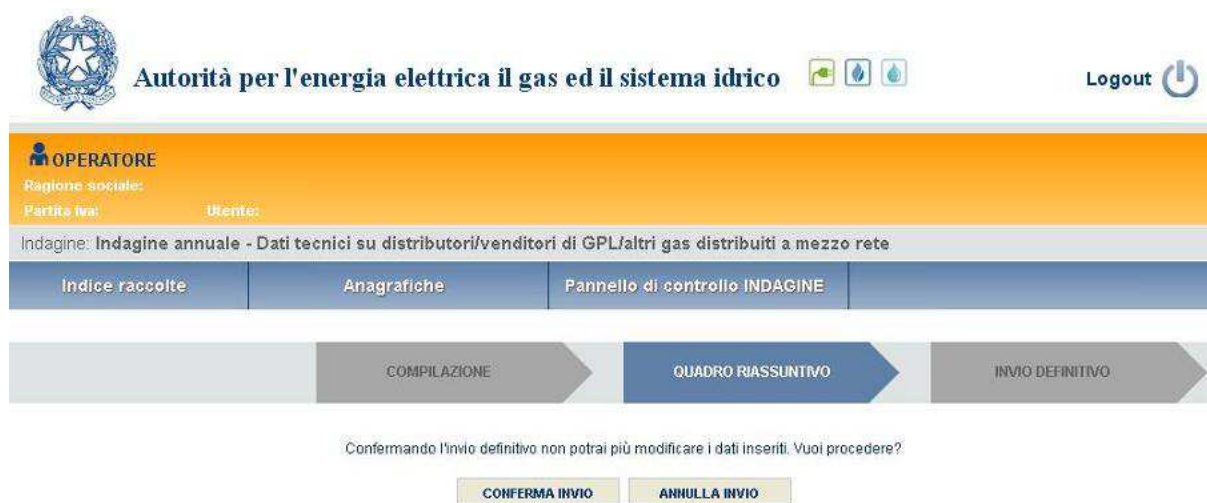 Autorità per l'energia elettrica il gas ed il sistema idrico
Logout
OPERATORE
Ragione sociale:
Partita iva: Utente:
Indagine: Indagine annuale - Dati tecnici su distributori/venditori di GPL/altri gas distribuiti a mezzo rete
Indice raccolte Anagrafiche Pannello di controllo INDAGINE
COMPILAZIONE QUADRO RIASSUNTIVO INVIO DEFINITIVO
Confermando l'invio definitivo non potrai più modificare i dati inseriti. Vuoi procedere?
CONFERMA INVIO ANNULLA INVIO